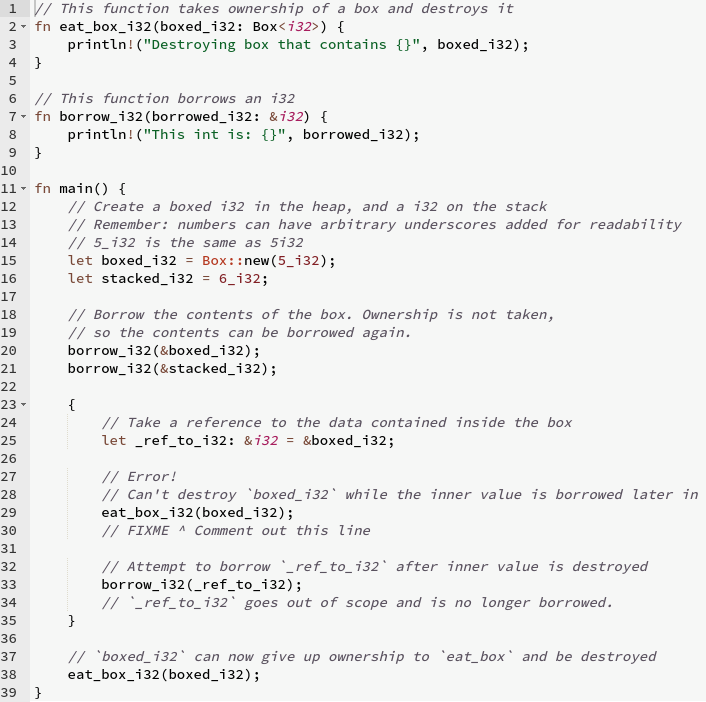 1 // This function takes ownership of a box and destroys it
2 fn eat_box_i32(boxed_i32: Box<i32>) {
3     println!("Destroying box that contains {}", boxed_i32);
4 }
5
6 // This function borrows an i32
7 fn borrow_i32(borrowed_i32: &i32) {
8     println!("This int is: {}", borrowed_i32);
9 }
10
11 fn main() {
12     // Create a boxed i32 in the heap, and a i32 on the stack
13     // Remember: numbers can have arbitrary underscores added for readability
14     // 5_i32 is the same as 5i32
15     let boxed_i32 = Box::new(5_i32);
16     let stacked_i32 = 6_i32;
17
18     // Borrow the contents of the box. Ownership is not taken,
19     // so the contents can be borrowed again.
20     borrow_i32(&boxed_i32);
21     borrow_i32(&stacked_i32);
22
23     {
24         // Take a reference to the data contained inside the box
25         let _ref_to_i32: &i32 = &boxed_i32;
26
27         // Error!
28         // Can't destroy `boxed_i32` while the inner value is borrowed later in
29         eat_box_i32(boxed_i32);
30         // FIXME ^ Comment out this line
31
32         // Attempt to borrow `_ref_to_i32` after inner value is destroyed
33         borrow_i32(_ref_to_i32);
34         // `_ref_to_i32` goes out of scope and is no longer borrowed.
35     }
36
37     // `boxed_i32` can now give up ownership to `eat_box` and be destroyed
38     eat_box_i32(boxed_i32);
39 }